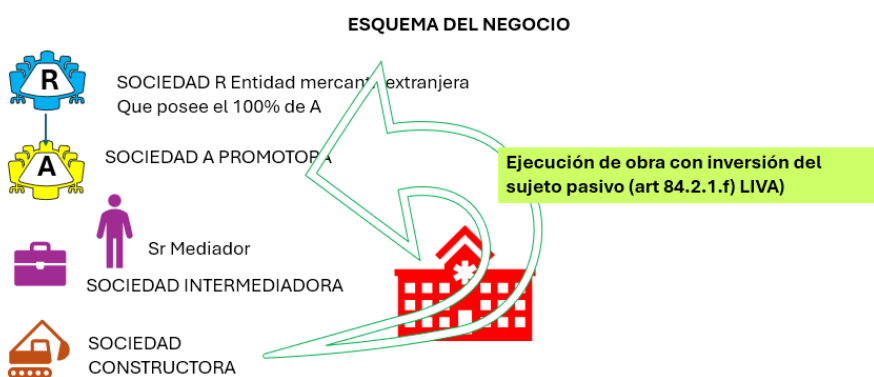 ESQUEMA DEL NEGOCIO
R
SOCIEDAD R Entidad mercantil extranjera
Que posee el 100% de A
A
SOCIEDAD A PROMOTORA
Ejecución de obra con inversión del
sujeto pasivo (art 84.2.1.f) LIVA)
Sr Mediador
SOCIEDAD INTERMEDIADORA
SOCIEDAD
CONSTRUCTORA